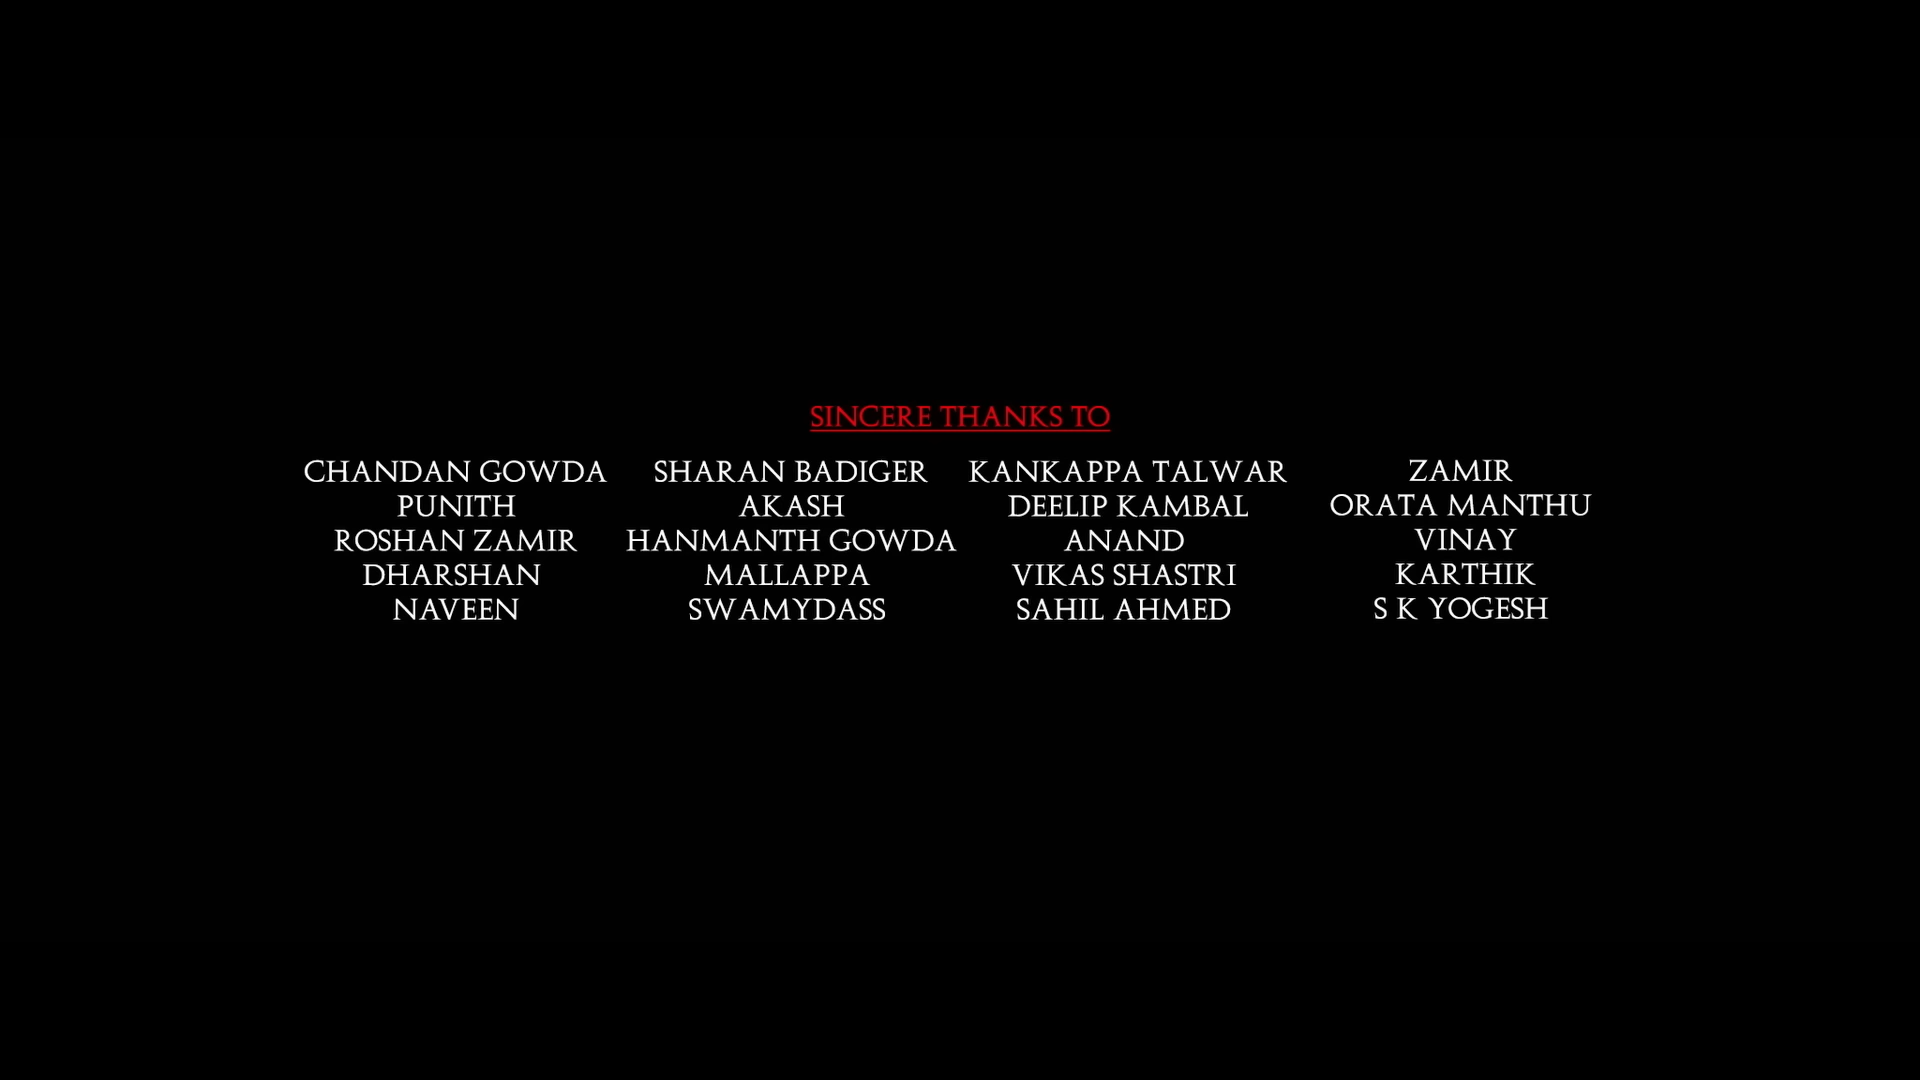 SINCERE THANKS TO
CHANDAN GOWDA SHARAN BADIGER KANKAPPA TALWAR ZAMIR
PUNITH AKASH DEELIP KAMBAL ORATA MANTHU
ROSHAN ZAMIR HANMANTH GOWDA ANAND VINAY
DHARSHAN MALLAPPA VIKAS SHASTRI KARTHIK
NAVEEN SWAMYDASS SAHIL AHMED S K YOGESH